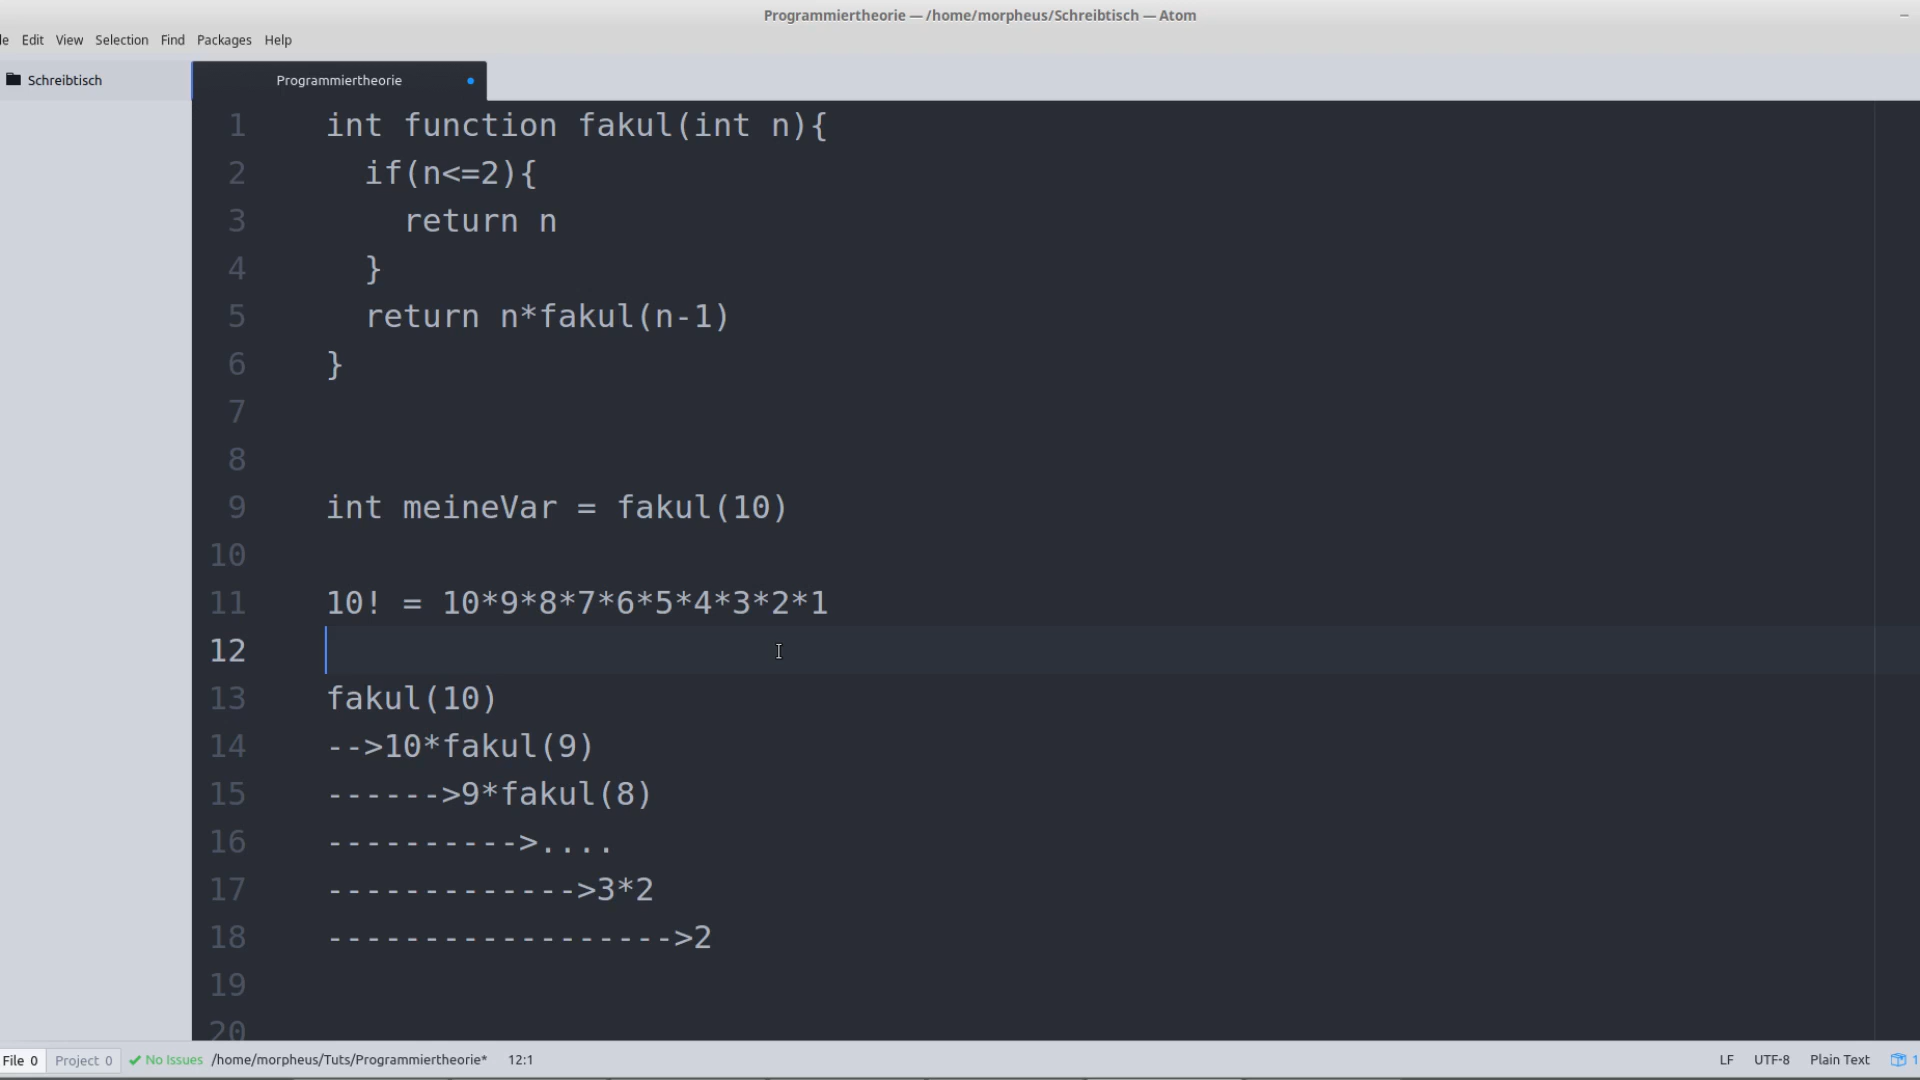 Programmiertheorie — /home/morpheus/Schreibtisch — Atom
le Edit View Selection Find Packages Help
Schreibtisch
Programmiertheorie
1 int function fakul(int n){
2 if(n<=2){
3 return n
4 }
5 return n*fakul(n-1)
6 }
7
8
9 int meineVar = fakul(10)
10
11 10! = 10*9*8*7*6*5*4*3*2*1
12
13 fakul(10)
14 -->10*fakul(9)
15 ------>9*fakul(8)
16 ---------->....
17 ------------->3*2
18 ------------------>2
19
20
File 0 Project 0 No Issues /home/morpheus/Tuts/Programmiertheorie* 12:1 LF UTF-8 Plain Text 1